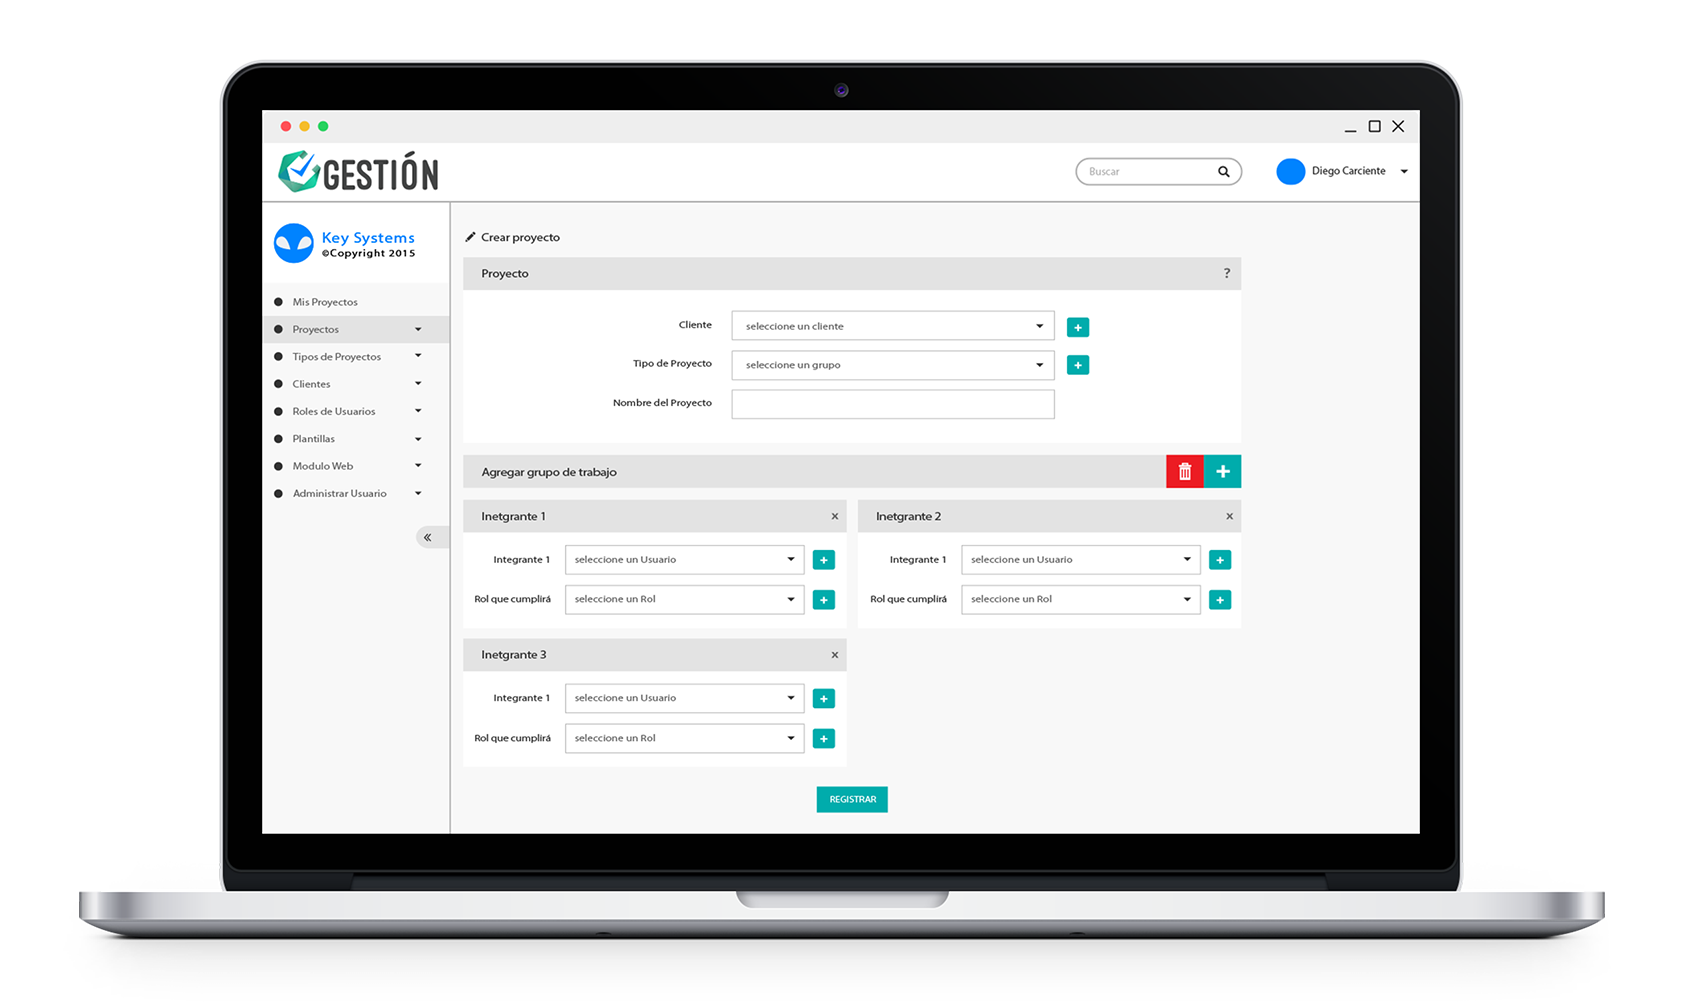 GESTIÓN
Buscar
Diego Carciente
Key Systems
©Copyright 2015
Mis Proyectos
Proyectos
Tipos de Proyectos
Clientes
Roles de Usuarios
Plantillas
Modulo Web
Administrar Usuario
«
Crear proyecto
Proyecto ?
Cliente seleccione un cliente +
Tipo de Proyecto seleccione un grupo +
Nombre del Proyecto
Agregar grupo de trabajo +
Inetgrante 1 ×
Integrante 1 seleccione un Usuario +
Rol que cumplirá seleccione un Rol +
Inetgrante 2 ×
Integrante 1 seleccione un Usuario +
Rol que cumplirá seleccione un Rol +
Inetgrante 3 ×
Integrante 1 seleccione un Usuario +
Rol que cumplirá seleccione un Rol +
REGISTRAR